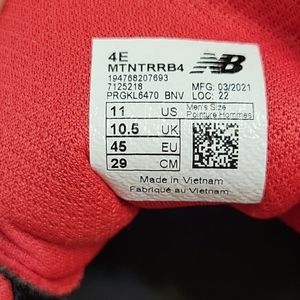 4E
MTNTRRB4
194768207693
7125218
PRGKL6470 BNV
NB
MFG: 03/2021
LOC: 22
11 US
10.5 UK
45 EU
29 CM
Men's Size
Pointure Hommes
Made in Vietnam
Fabriqué au Vietnam